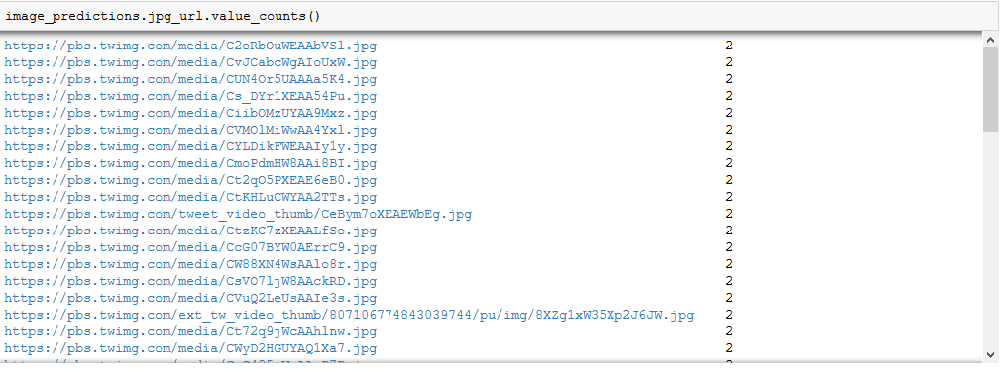 image_predictions.jpg_url.value_counts()
https://pbs.twimg.com/media/C2oRbOuWEAAbVSl.jpg 2
https://pbs.twimg.com/media/CvJCabcWgAIoUxW.jpg 2
https://pbs.twimg.com/media/CUN4Or5UAAAa5K4.jpg 2
https://pbs.twimg.com/media/Cs_DYr1XEAA54Pu.jpg 2
https://pbs.twimg.com/media/CiibOMzUYAA9Mxz.jpg 2
https://pbs.twimg.com/media/CVMOlMiWwAA4Yxl.jpg 2
https://pbs.twimg.com/media/CYLDikFWEAAIy1y.jpg 2
https://pbs.twimg.com/media/CmoPdmHW8AAi8BI.jpg 2
https://pbs.twimg.com/media/Ct2qO5PXEAE6eB0.jpg 2
https://pbs.twimg.com/media/CtKHLuCWYAA2TTs.jpg 2
https://pbs.twimg.com/tweet_video_thumb/CeBym7oXEAEWbEg.jpg 2
https://pbs.twimg.com/media/CtzKC7zXEAALfSo.jpg 2
https://pbs.twimg.com/media/CcG07BYW0AErrC9.jpg 2
https://pbs.twimg.com/media/CW88XN4WsAAlo8r.jpg 2
https://pbs.twimg.com/media/CsVO7ljW8AAckRD.jpg 2
https://pbs.twimg.com/media/CVuQ2LeUsAAIe3s.jpg 2
https://pbs.twimg.com/ext_tw_video_thumb/807106774843039744/pu/img/8XZg1xW35Xp2J6JW.jpg 2
https://pbs.twimg.com/media/Ct72q9jWcAAhlnw.jpg 2
https://pbs.twimg.com/media/CWyD2HGUYAQ1Xa7.jpg 2